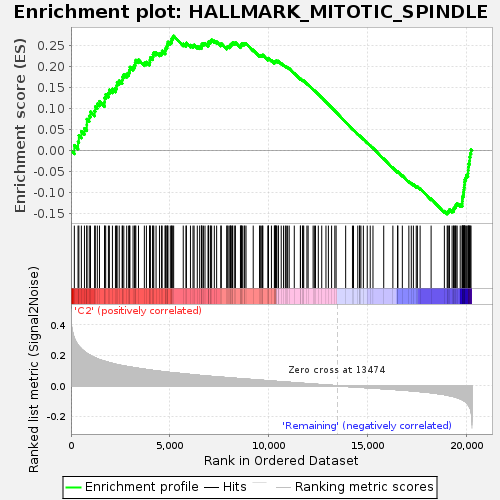 Enrichment plot: HALLMARK_MITOTIC_SPINDLE
Enrichment score (ES)
0.25
0.20
0.15
0.10
0.05
0.00
-0.05
-0.10
-0.15
'C2' (positively correlated)
Ranked list metric (Signal2Noise)
0.4
0.2
0.0
-0.2
Zero cross at 13474
'Remaining' (negatively correlated)
0
5,000
10,000
15,000
20,000
Rank in Ordered Dataset
Enrichment profile
Hits
Ranking metric scores